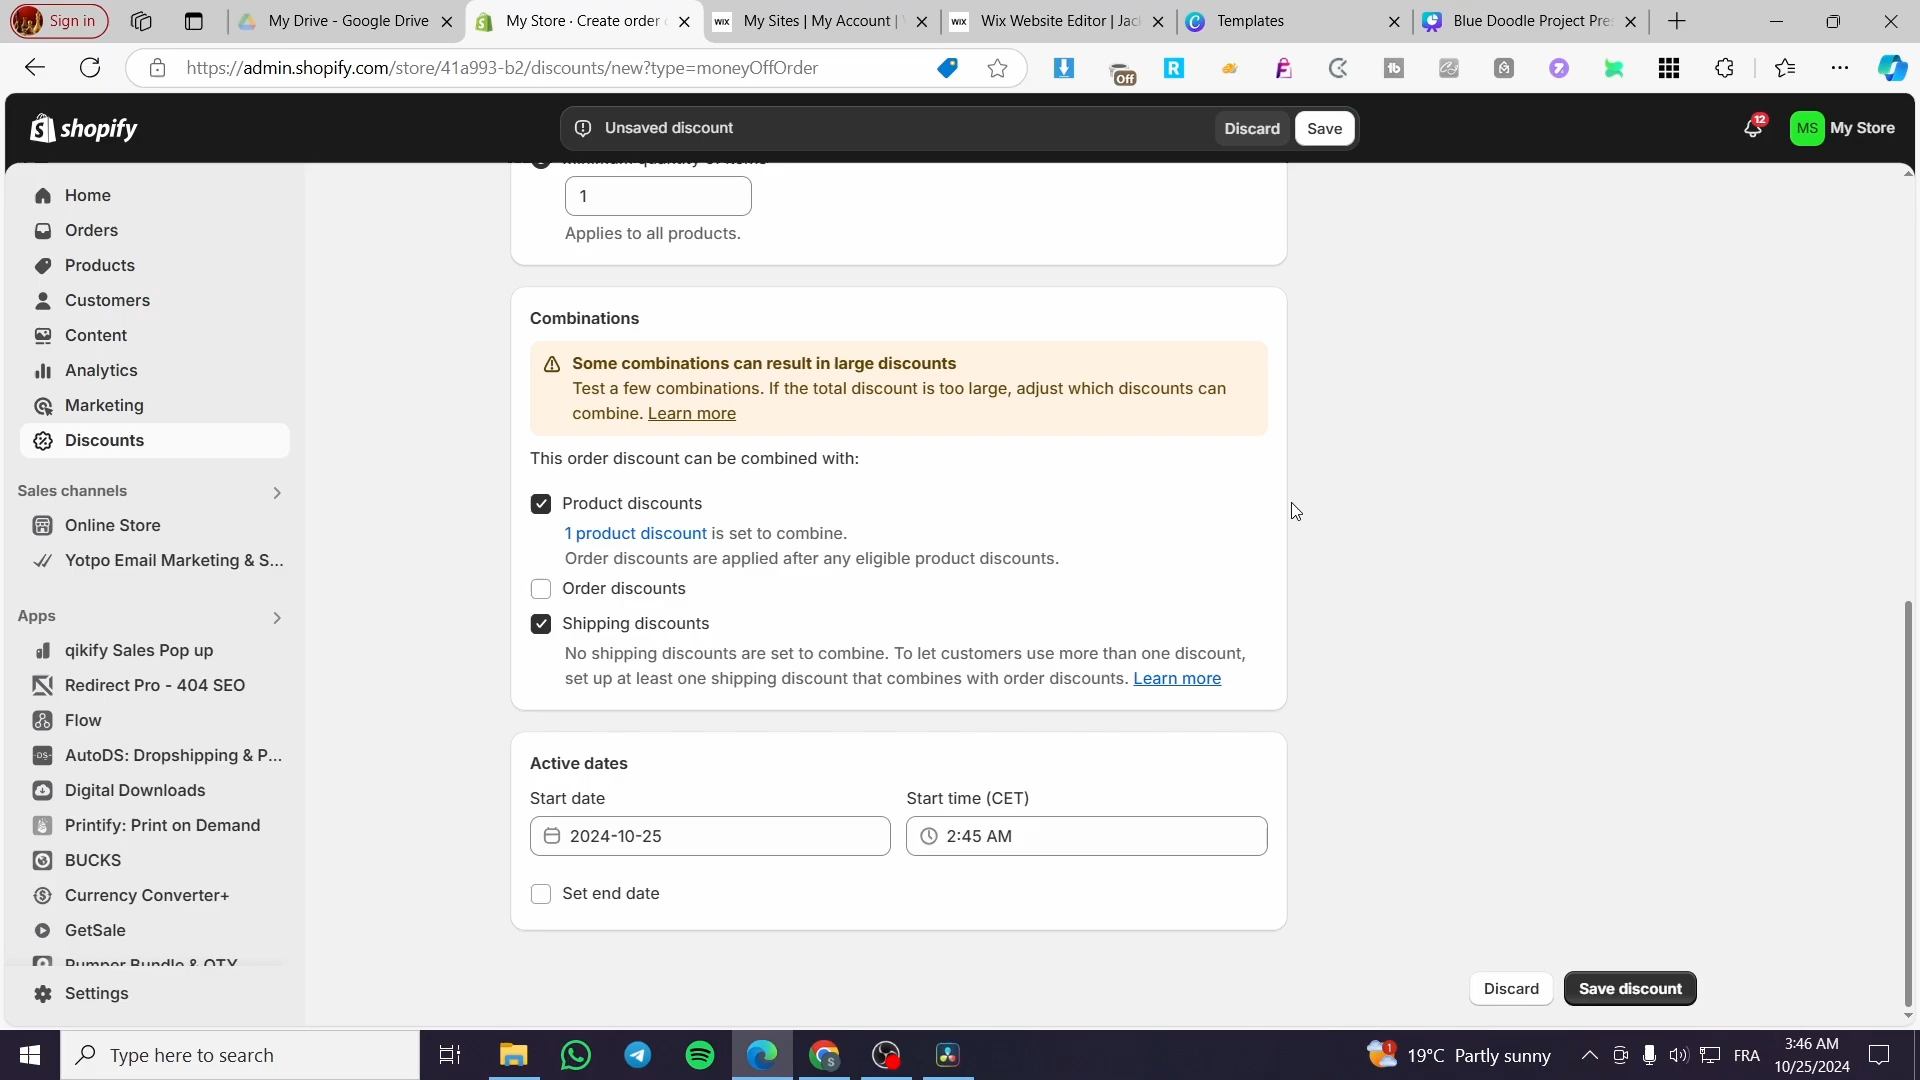 Sign in
My Drive - Google Drive
My Store · Create order
My Sites | My Account |
Wix Website Editor | Jac
Templates
Blue Doodle Project Pre
https://admin.shopify.com/store/41a993-b2/discounts/new?type=moneyOffOrder
Off
shopify
Unsaved discount
Discard
Save
12
MS
My Store
Home
Orders
Products
Customers
Content
Analytics
Marketing
Discounts
Sales channels
Online Store
Yotpo Email Marketing & S...
Apps
qikify Sales Pop up
Redirect Pro - 404 SEO
Flow
AutoDS: Dropshipping & P...
Digital Downloads
Printify: Print on Demand
BUCKS
Currency Converter+
GetSale
Bumper Bundle & QTY
Settings
Minimum quantity of items
1
Applies to all products.
Combinations
Some combinations can result in large discounts
Test a few combinations. If the total discount is too large, adjust which discounts can
combine. Learn more
This order discount can be combined with:
Product discounts
1 product discount is set to combine.
Order discounts are applied after any eligible product discounts.
Order discounts
Shipping discounts
No shipping discounts are set to combine. To let customers use more than one discount,
set up at least one shipping discount that combines with order discounts. Learn more
Active dates
Start date
Start time (CET)
2024-10-25
2:45 AM
Set end date
Discard
Save discount
Type here to search
19°C Partly sunny
FRA
3:46 AM
10/25/2024